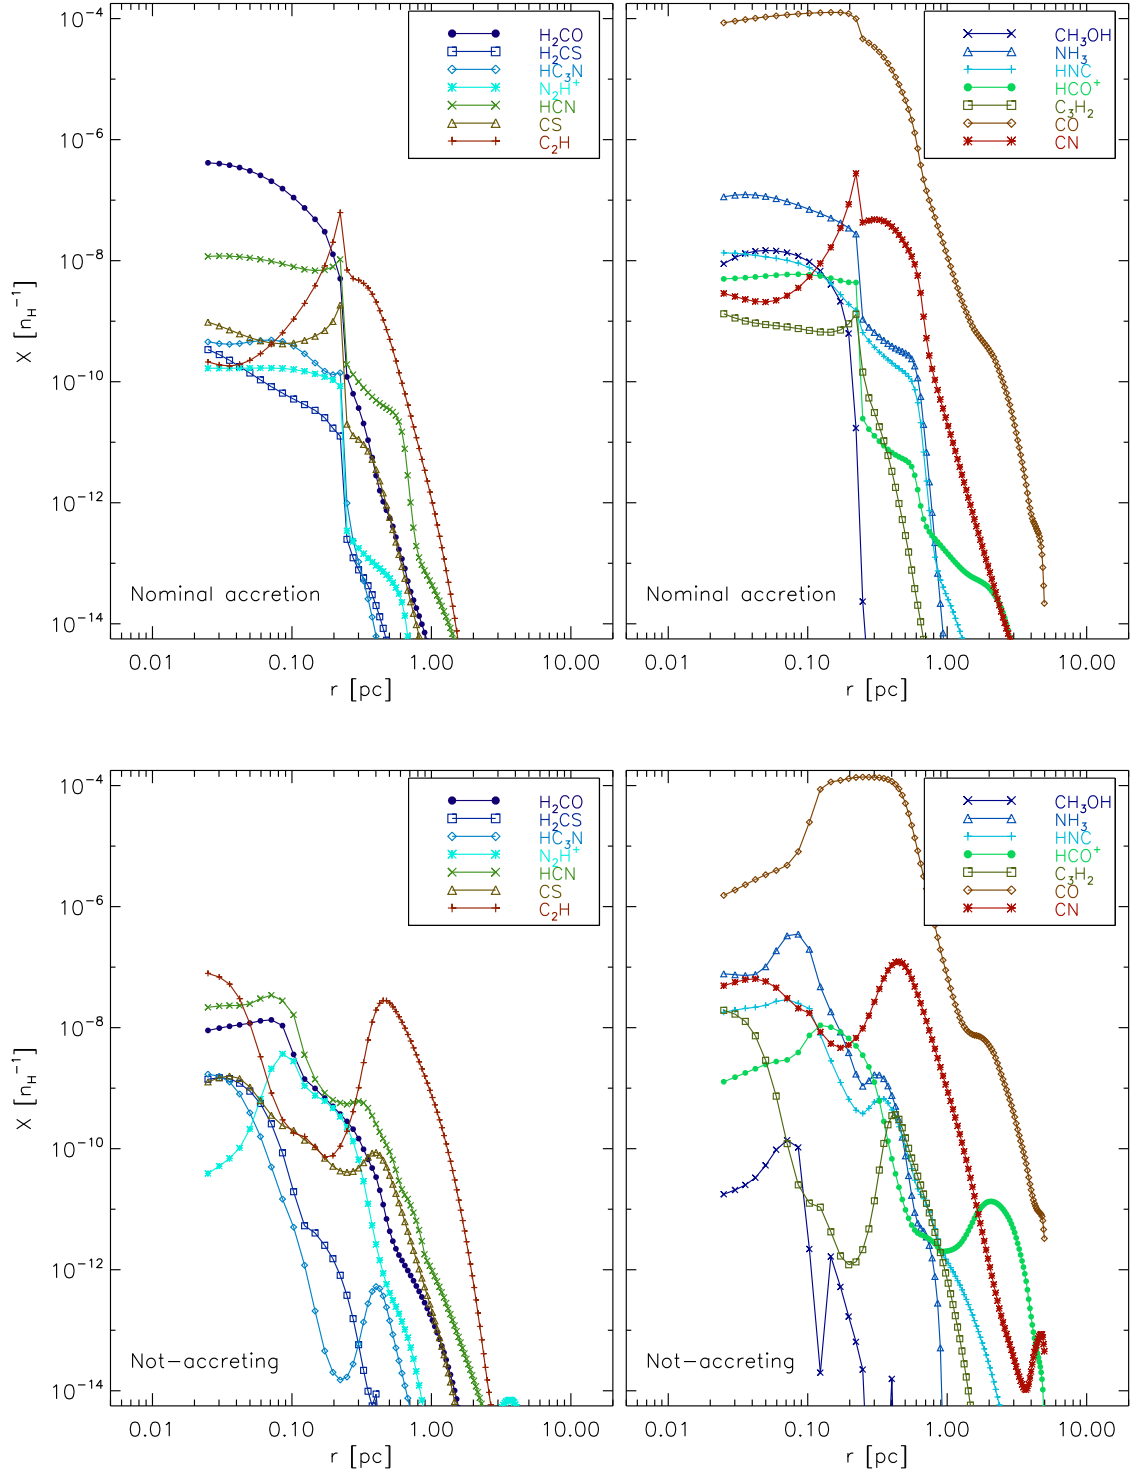 H₂CO
H₂CS
HC₃N
N₂H⁺
HCN
CS
C₂H
10⁻⁴
10⁻⁶
10⁻⁸
10⁻¹⁰
10⁻¹²
10⁻¹⁴
X [n_H⁻¹]
Nominal accretion
0.01 0.10 1.00 10.00
r [pc]
CH₃OH
NH₃
HNC
HCO⁺
C₃H₂
CO
CN
Nominal accretion
0.01 0.10 1.00 10.00
r [pc]
H₂CO
H₂CS
HC₃N
N₂H⁺
HCN
CS
C₂H
10⁻⁴
10⁻⁶
10⁻⁸
10⁻¹⁰
10⁻¹²
10⁻¹⁴
X [n_H⁻¹]
Not-accreting
0.01 0.10 1.00 10.00
r [pc]
CH₃OH
NH₃
HNC
HCO⁺
C₃H₂
CO
CN
Not-accreting
0.01 0.10 1.00 10.00
r [pc]